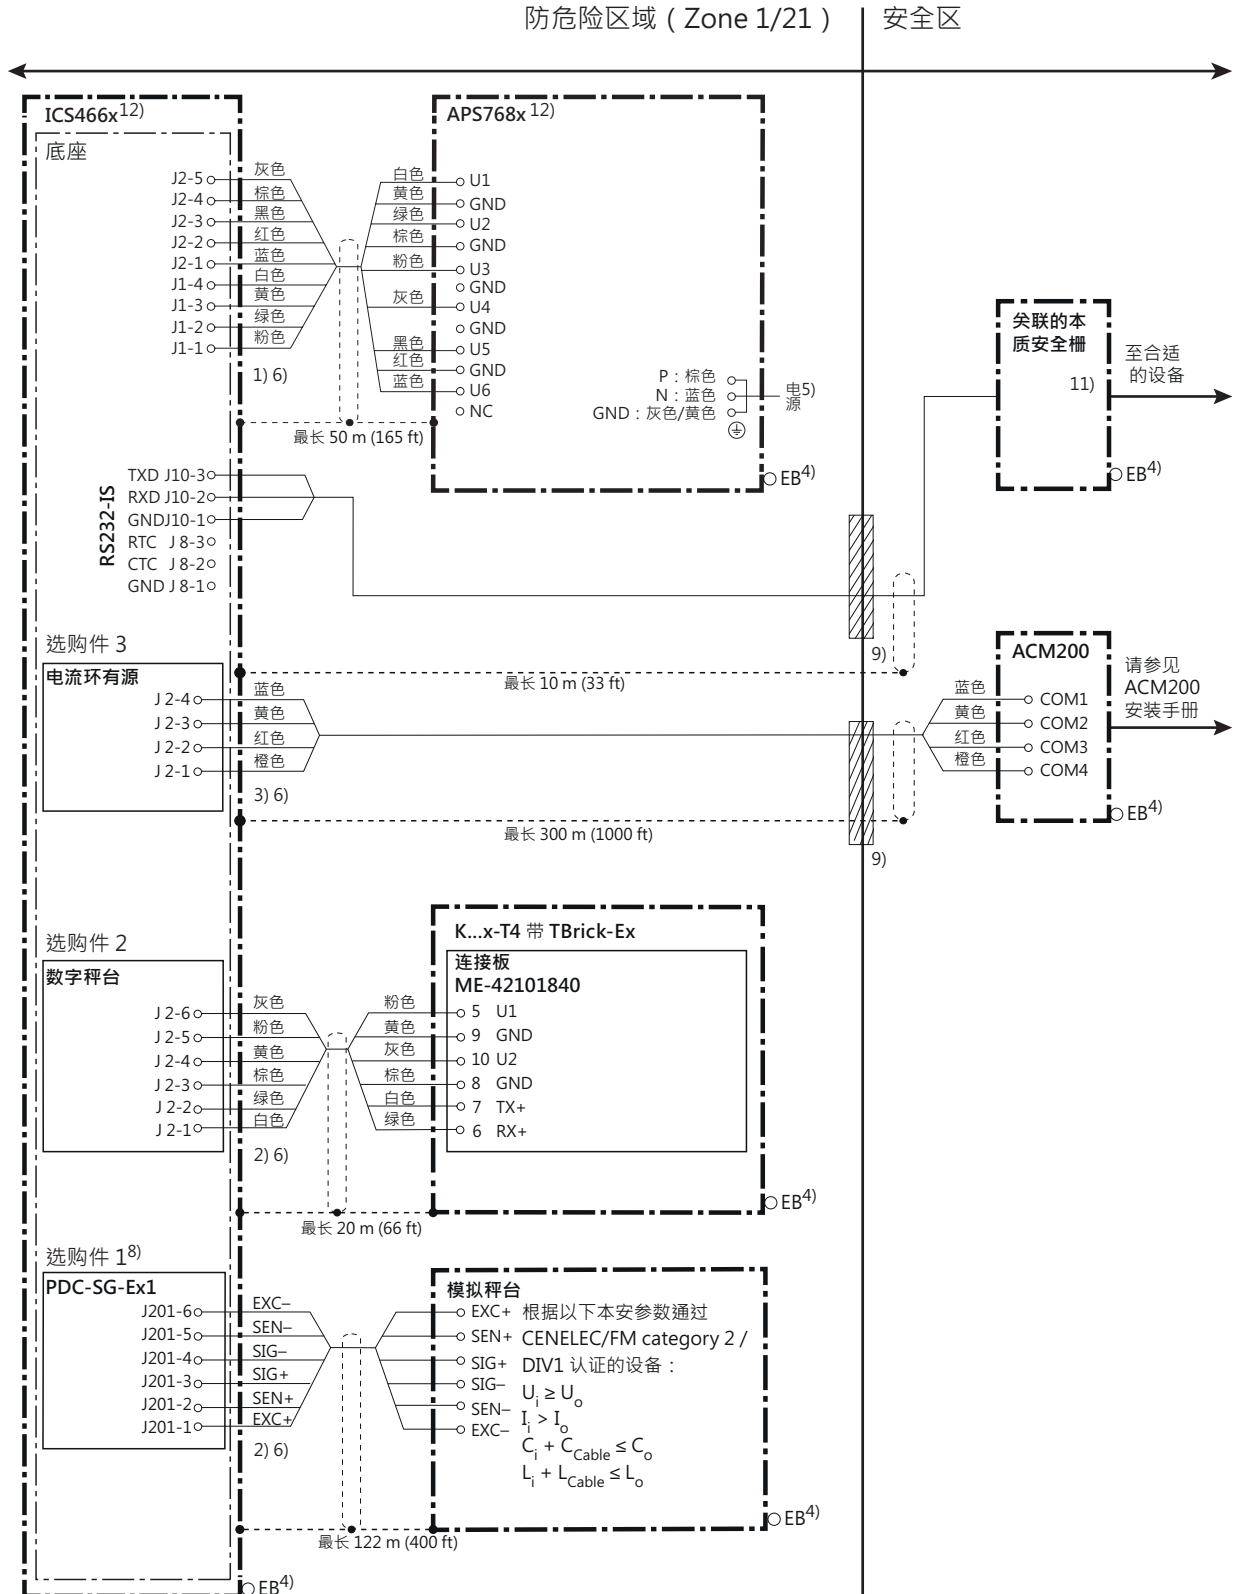 防危险区域 ( Zone 1/21 )
安全区
ICS466x12)
底座
J2-5 灰色
J2-4 棕色
J2-3 黑色
J2-2 红色
J2-1 蓝色
J1-4 白色
J1-3 黄色
J1-2 绿色
J1-1 粉色
1) 6)
最长 50 m (165 ft)
APS768x 12)
白色 U1
黄色 GND
绿色 U2
棕色 GND
粉色 U3
GND
灰色 U4
GND
黑色 U5
红色 GND
蓝色 U6
NC
P：棕色
N：蓝色
GND：灰色/黄色
电5)
源
EB4)
关联的本
质安全栅
11)
至合适
的设备
EB4)
RS232-IS
TXD J10-3
RXD J10-2
GNDJ10-1
RTC J 8-3
CTC J 8-2
GND J 8-1
9)
最长 10 m (33 ft)
选购件 3
电流环有源
J 2-4 蓝色
J 2-3 黄色
J 2-2 红色
J 2-1 橙色
3) 6)
最长 300 m (1000 ft)
9)
ACM200
蓝色 COM1
黄色 COM2
红色 COM3
橙色 COM4
请参见
ACM200
安装手册
EB4)
选购件 2
数字秤台
J 2-6 灰色
J 2-5 粉色
J 2-4 黄色
J 2-3 棕色
J 2-2 绿色
J 2-1 白色
2) 6)
最长 20 m (66 ft)
K...x-T4 带 TBrick-Ex
连接板
ME-42101840
粉色 5 U1
黄色 9 GND
灰色 10 U2
棕色 8 GND
白色 7 TX+
绿色 6 RX+
EB4)
选购件 18)
PDC-SG-Ex1
J201-6 EXC–
J201-5 SEN–
J201-4 SIG–
J201-3 SIG+
J201-2 SEN+
J201-1 EXC+
2) 6)
最长 122 m (400 ft)
模拟秤台
EXC+
SEN+
SIG+
SIG–
SEN–
EXC–
根据以下本安参数通过
CENELEC/FM category 2 /
DIV1 认证的设备：
Ui ≥ Uo
Ii > Io
Ci + CCable ≤ Co
Li + LCable ≤ Lo
EB4)
EB4)